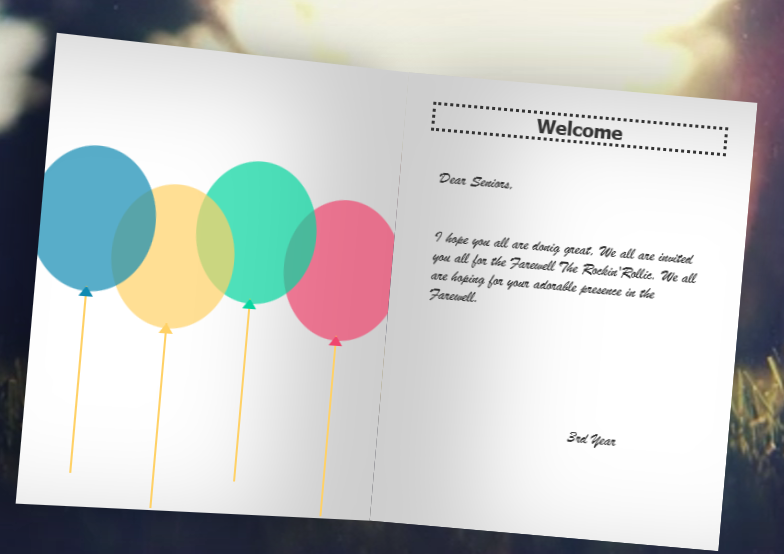 Welcome
Dear Seniors,
I hope you all are donig great. We all are invited
you all for the Farewell 'The Rockin'Rollic. We all
are hoping for your adorable presence in the
Farewell.
3rd Year